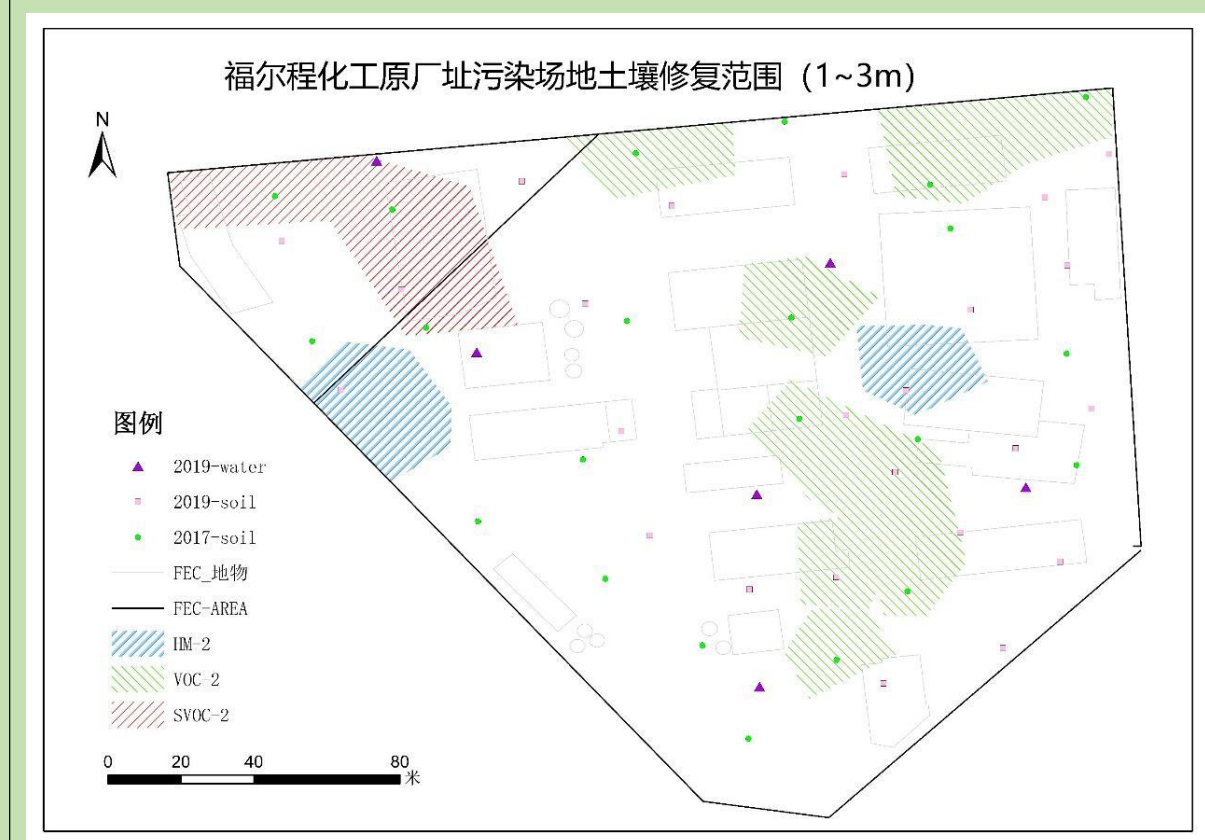 福尔程化工原厂址污染场地土壤修复范围（1~3m）
N
图例
2019-water
2019-soil
2017-soil
FEC_地物
FEC-AREA
HM-2
VOC-2
SVOC-2
0 20 40 80
米